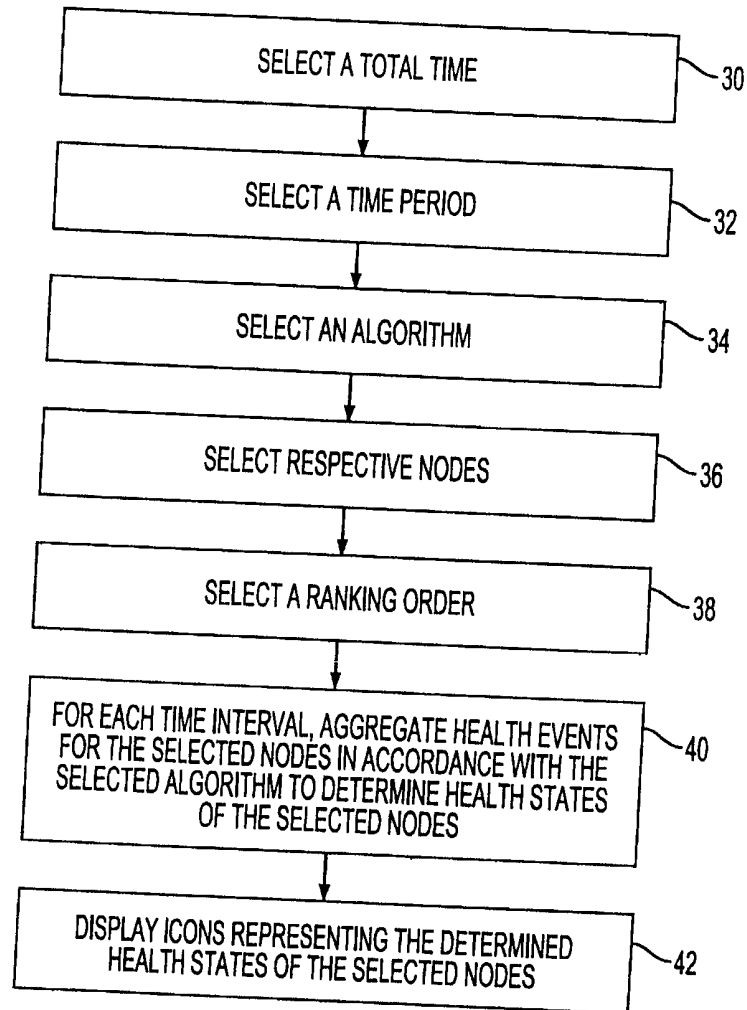 SELECT A TOTAL TIME
30
SELECT A TIME PERIOD
32
SELECT AN ALGORITHM
34
SELECT RESPECTIVE NODES
36
SELECT A RANKING ORDER
38
FOR EACH TIME INTERVAL, AGGREGATE HEALTH EVENTS
FOR THE SELECTED NODES IN ACCORDANCE WITH THE
SELECTED ALGORITHM TO DETERMINE HEALTH STATES
OF THE SELECTED NODES
40
DISPLAY ICONS REPRESENTING THE DETERMINED
HEALTH STATES OF THE SELECTED NODES
42